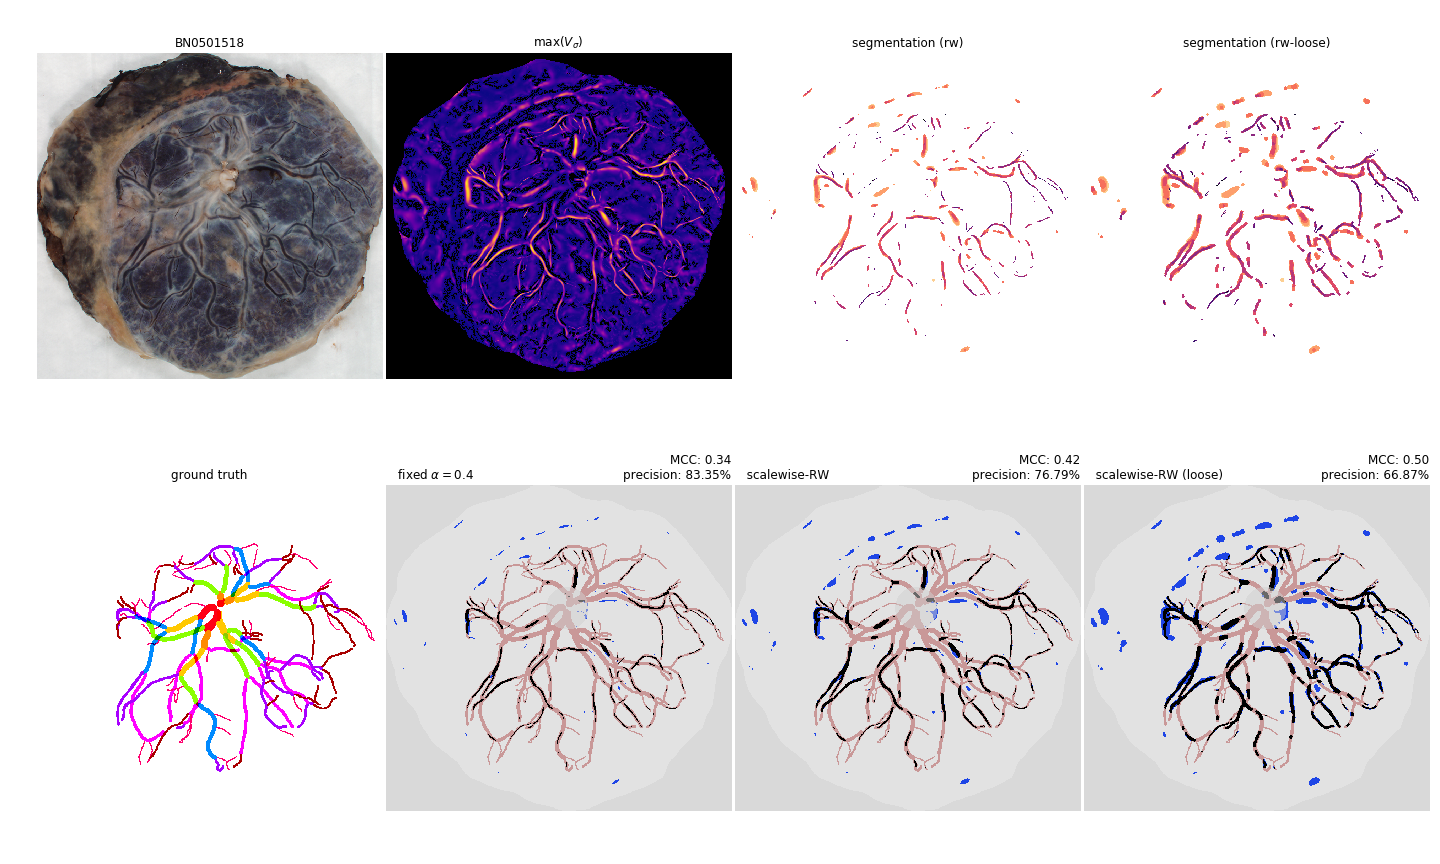 BN0501518
max(V_σ)
segmentation (rw)
segmentation (rw-loose)
ground truth
fixed α = 0.4
MCC: 0.34
precision: 83.35%
scalewise-RW
MCC: 0.42
precision: 76.79%
scalewise-RW (loose)
MCC: 0.50
precision: 66.87%